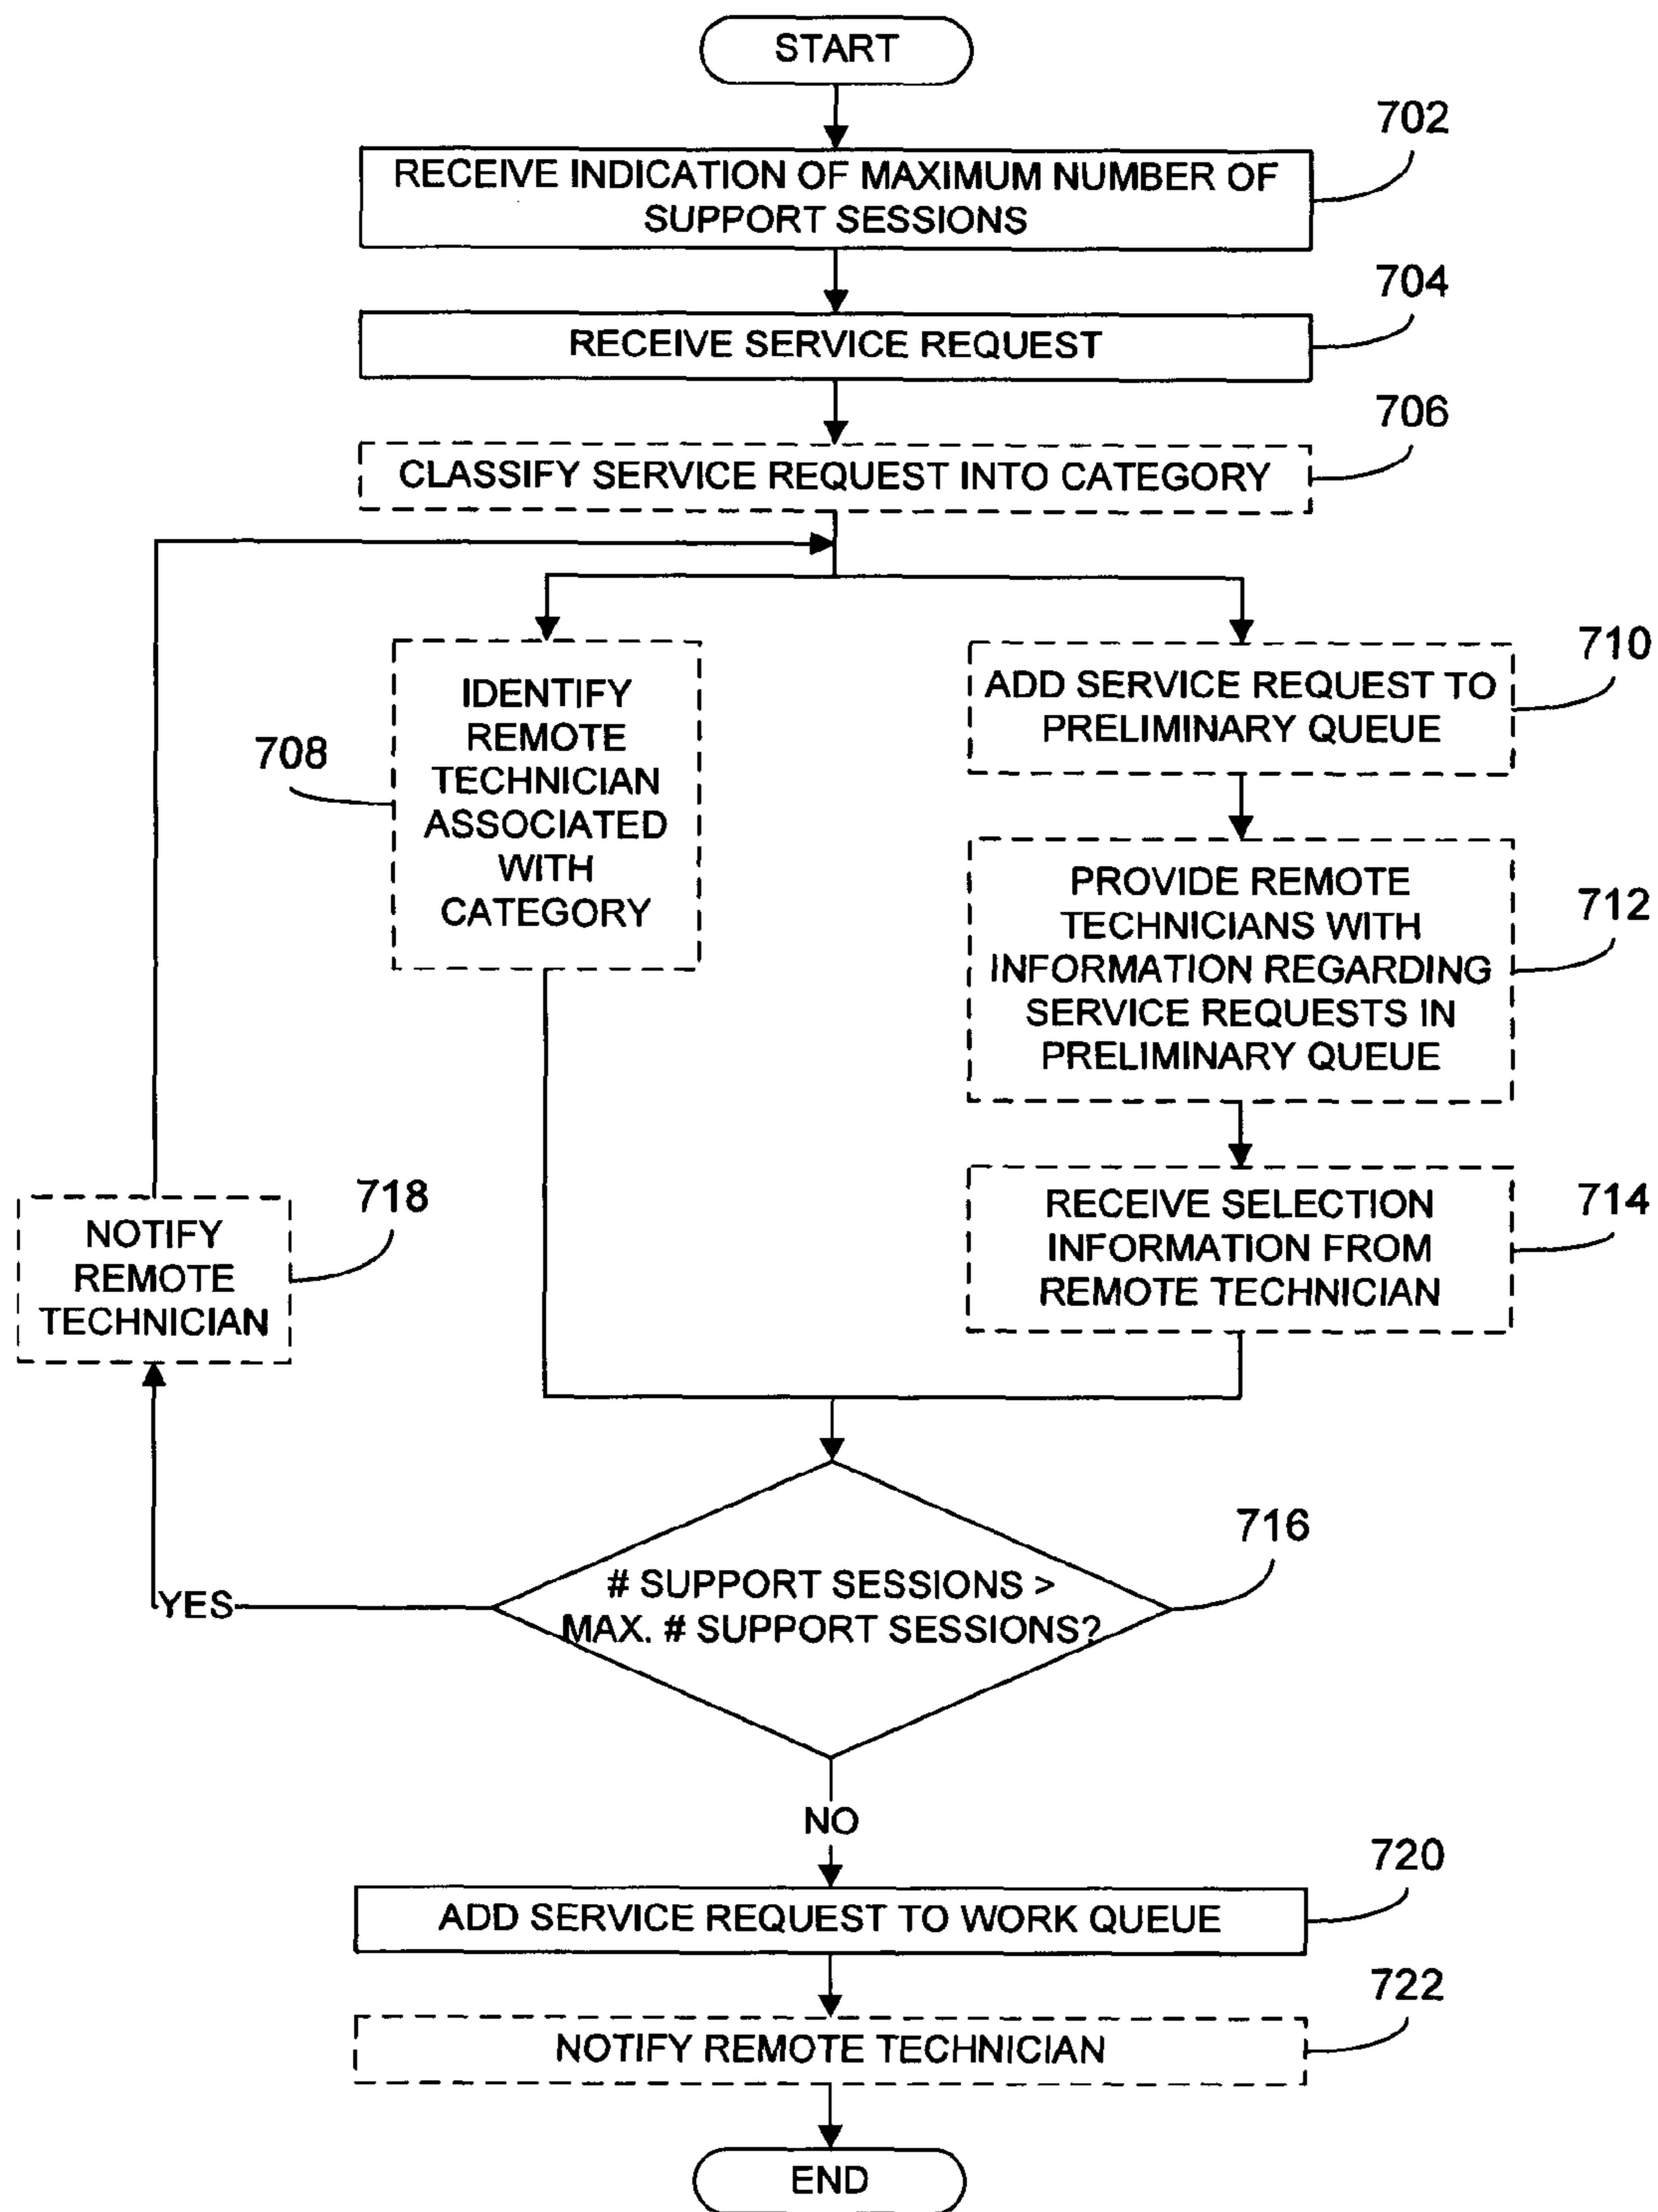 START
702
RECEIVE INDICATION OF MAXIMUM NUMBER OF
SUPPORT SESSIONS
704
RECEIVE SERVICE REQUEST
706
CLASSIFY SERVICE REQUEST INTO CATEGORY
708
IDENTIFY
REMOTE
TECHNICIAN
ASSOCIATED
WITH
CATEGORY
710
ADD SERVICE REQUEST TO
PRELIMINARY QUEUE
712
PROVIDE REMOTE
TECHNICIANS WITH
INFORMATION REGARDING
SERVICE REQUESTS IN
PRELIMINARY QUEUE
714
RECEIVE SELECTION
INFORMATION FROM
REMOTE TECHNICIAN
718
NOTIFY
REMOTE
TECHNICIAN
716
# SUPPORT SESSIONS >
MAX. # SUPPORT SESSIONS?
YES
NO
720
ADD SERVICE REQUEST TO WORK QUEUE
722
NOTIFY REMOTE TECHNICIAN
END